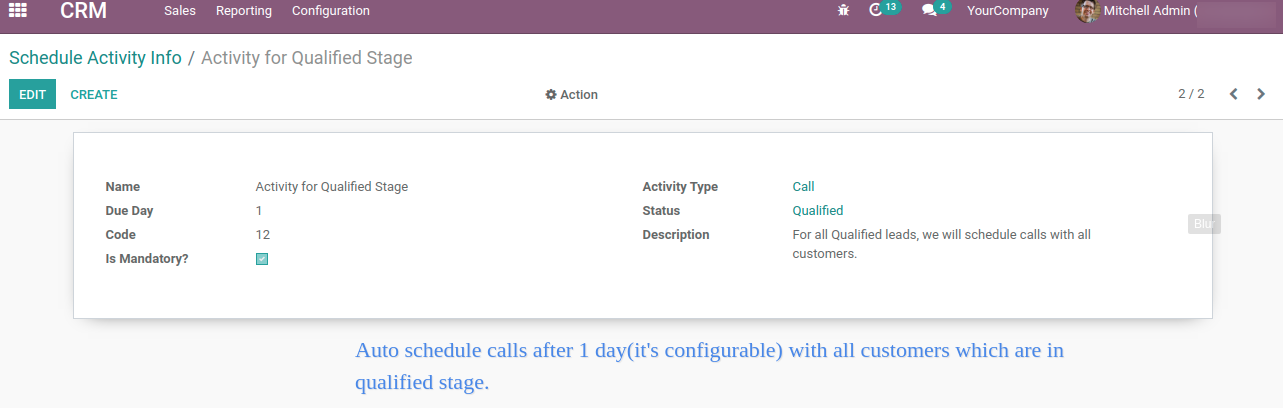 CRM Sales Reporting Configuration 13 4 YourCompany Mitchell Admin (
Schedule Activity Info / Activity for Qualified Stage
EDIT CREATE Action 2 / 2
Name Activity for Qualified Stage Activity Type Call
Due Day 1 Status Qualified
Code 12 Description For all Qualified leads, we will schedule calls with all
customers.
Is Mandatory?
Blur
Auto schedule calls after 1 day(it's configurable) with all customers which are in
qualified stage.